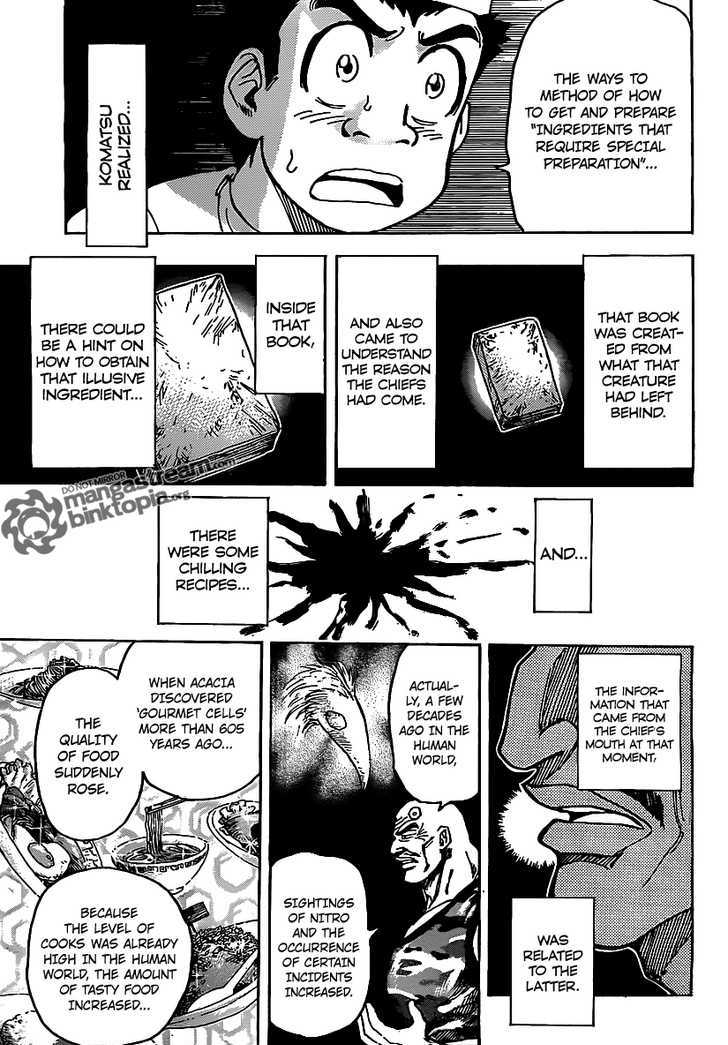 THE WAYS TO
METHOD OF HOW
TO GET AND PREPARE
"INGREDIENTS THAT
REQUIRE SPECIAL
PREPARATION"...
KOMATSU
REALIZED...
THAT BOOK
WAS CREAT-
ED FROM
WHAT THAT
CREATURE
HAD LEFT
BEHIND.
AND ALSO
CAME TO
UNDERSTAND
THE REASON
THE CHIEFS
HAD COME.
INSIDE
THAT
BOOK,
THERE COULD
BE A HINT ON
HOW TO OBTAIN
THAT ILLUSIVE
INGREDIENT...
DO NOT MIRROR
mangastream.com
binktopia.org
AND...
THERE
WERE SOME
CHILLING
RECIPES...
THE INFOR-
MATION THAT
CAME FROM
THE CHIEF'S
MOUTH AT THAT
MOMENT,
WAS
RELATED
TO THE
LATTER.
ACTUAL-
LY, A FEW
DECADES
AGO IN THE
HUMAN
WORLD,
SIGHTINGS
OF NITRO
AND THE
OCCURRENCE
OF CERTAIN
INCIDENTS
INCREASED.
WHEN ACACIA
DISCOVERED
'GOURMET CELLS'
MORE THAN 605
YEARS AGO...
THE
QUALITY
OF FOOD
SUDDENLY
ROSE.
BECAUSE
THE LEVEL OF
COOKS WAS ALREADY
HIGH IN THE HUMAN
WORLD, THE AMOUNT
OF TASTY FOOD
INCREASED...